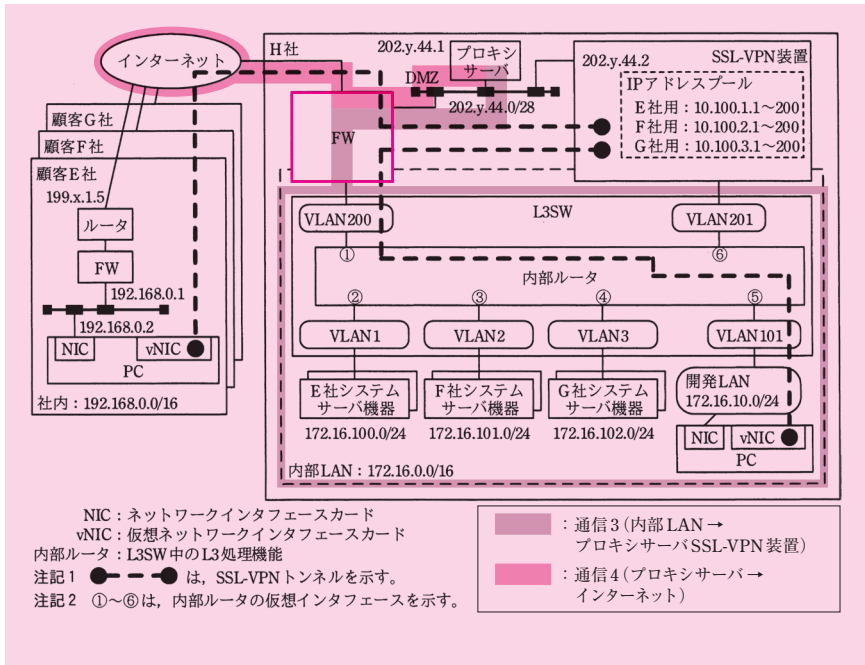 インターネット
H社
202.y.44.1
プロキシ
サーバ
DMZ
202.y.44.0/28
202.y.44.2
SSL-VPN装置
IPアドレスプール
E社用：10.100.1.1～200
F社用：10.100.2.1～200
G社用：10.100.3.1～200
FW
顧客G社
顧客F社
顧客E社
199.x.1.5
ルータ
FW
192.168.0.1
192.168.0.2
NIC
vNIC
PC
社内：192.168.0.0/16
VLAN200
L3SW
VLAN201
①
⑥
内部ルータ
②
③
④
⑤
VLAN1
VLAN2
VLAN3
VLAN101
E社システム
サーバ機器
F社システム
サーバ機器
G社システム
サーバ機器
開発LAN
172.16.10.0/24
172.16.100.0/24
172.16.101.0/24
172.16.102.0/24
NIC
vNIC
PC
内部LAN：172.16.0.0/16
NIC：ネットワークインタフェースカード
vNIC：仮想ネットワークインタフェースカード
内部ルータ：L3SW中のL3処理機能
注記1 は，SSL-VPNトンネルを示す。
注記2 ①～⑥は，内部ルータの仮想インタフェースを示す。
：通信3（内部LAN→
プロキシサーバSSL-VPN装置）
：通信4（プロキシサーバ→
インターネット）